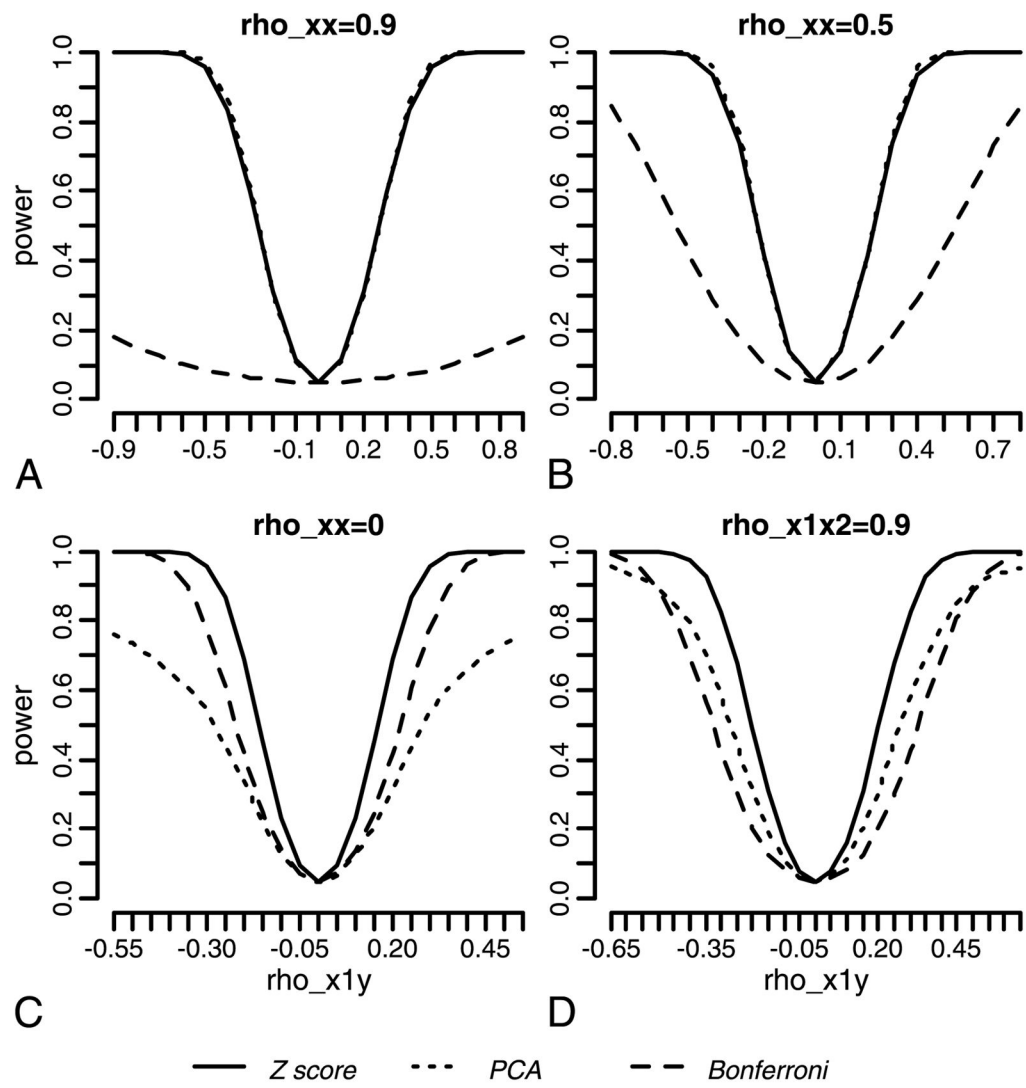 rho_xx=0.9
power
0.0 0.2 0.4 0.6 0.8 1.0
-0.9 -0.5 -0.1 0.2 0.5 0.8
A
rho_xx=0.5
0.0 0.2 0.4 0.6 0.8 1.0
-0.8 -0.5 -0.2 0.1 0.4 0.7
B
rho_xx=0
power
0.0 0.2 0.4 0.6 0.8 1.0
-0.55 -0.30 -0.05 0.20 0.45
rho_x1y
C
rho_x1x2=0.9
0.0 0.2 0.4 0.6 0.8 1.0
-0.65 -0.35 -0.05 0.20 0.45
rho_x1y
D
Z score PCA Bonferroni